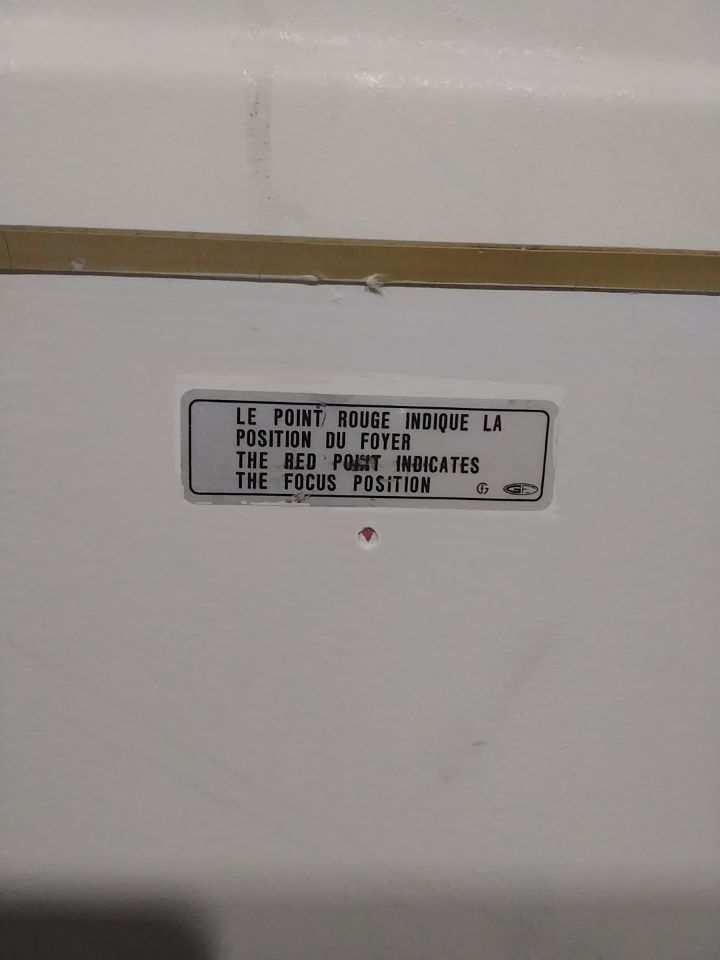 LE POINT ROUGE INDIQUE LA
POSITION DU FOYER
THE RED POINT INDICATES
THE FOCUS POSITION